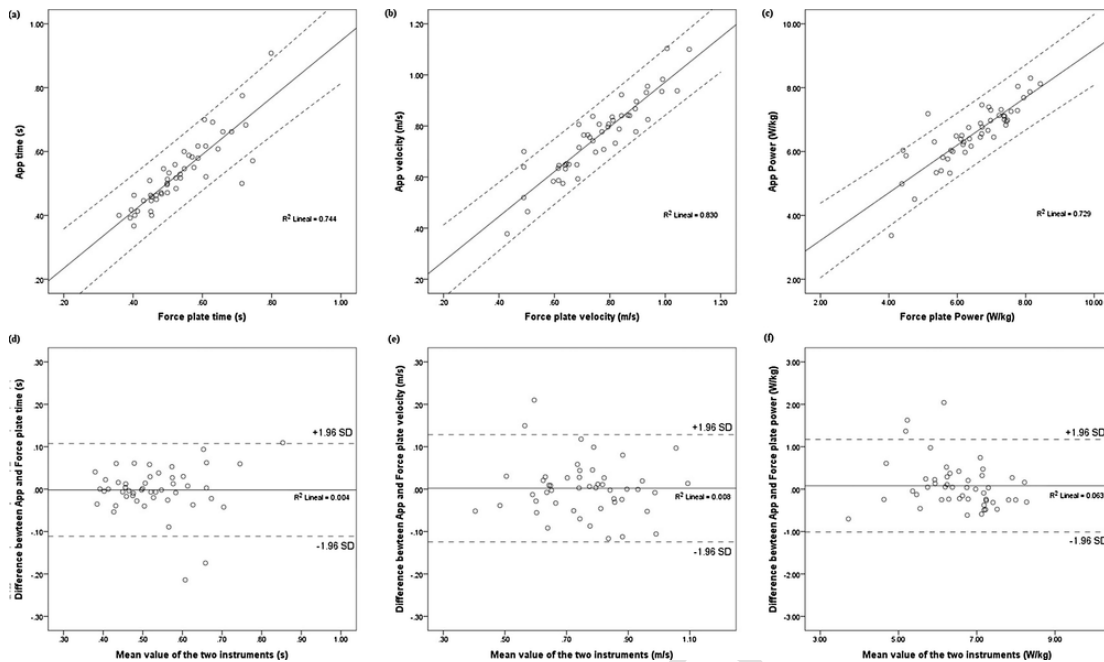 (a)
1.00
.80
.60
.40
.20
App time (s)
R² Lineal = 0.744
.20 .40 .60 .80 1.00
Force plate time (s)
(b)
1.20
1.00
.80
.60
.40
.20
App velocity (m/s)
R² Lineal = 0.830
.20 .40 .60 .80 1.00 1.20
Force plate velocity (m/s)
(c)
10.00
8.00
6.00
4.00
2.00
App Power (W/kg)
R² Lineal = 0.729
2.00 4.00 6.00 8.00 10.00
Force plate Power (W/kg)
(d)
.30
.20
.10
.00
-.10
-.20
-.30
Difference bewteen App and Force plate time (s)
+1.96 SD
R² Lineal = 0.004
-1.96 SD
.30 .40 .50 .60 .70 .80 .90 1.00
Mean value of the two instruments (s)
(e)
.30
.20
.10
.00
-.10
-.20
-.30
Difference bewteen App and Force plate velocity (m/s)
+1.96 SD
R² Lineal = 0.008
-1.96 SD
.30 .50 .70 .90 1.10
Mean value of the two instruments (m/s)
(f)
3.00
2.00
1.00
.00
-1.00
-2.00
-3.00
Difference bewteen App and Force plate power (W/kg)
+1.96 SD
R² Lineal = 0.063
-1.96 SD
3.00 5.00 7.00 9.00
Mean value of the two instruments (W/kg)